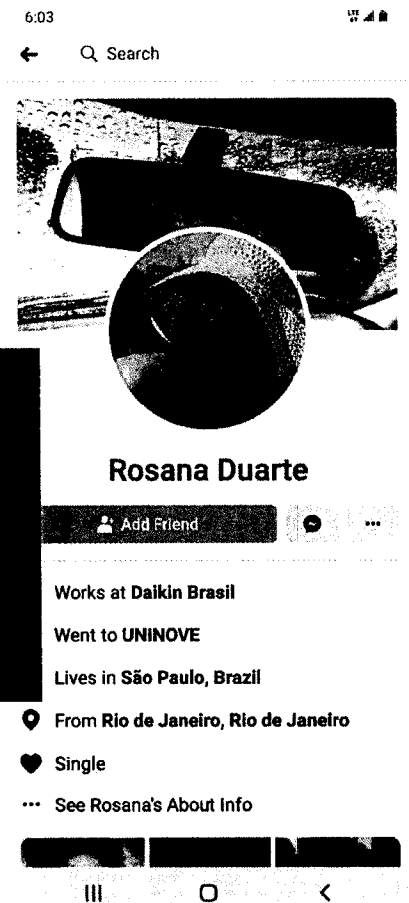 6:03
LTE
Search
Rosana Duarte
Add Friend
Works at Daikin Brasil
Went to UNINOVE
Lives in São Paulo, Brazil
From Rio de Janeiro, Rio de Janeiro
Single
See Rosana's About Info